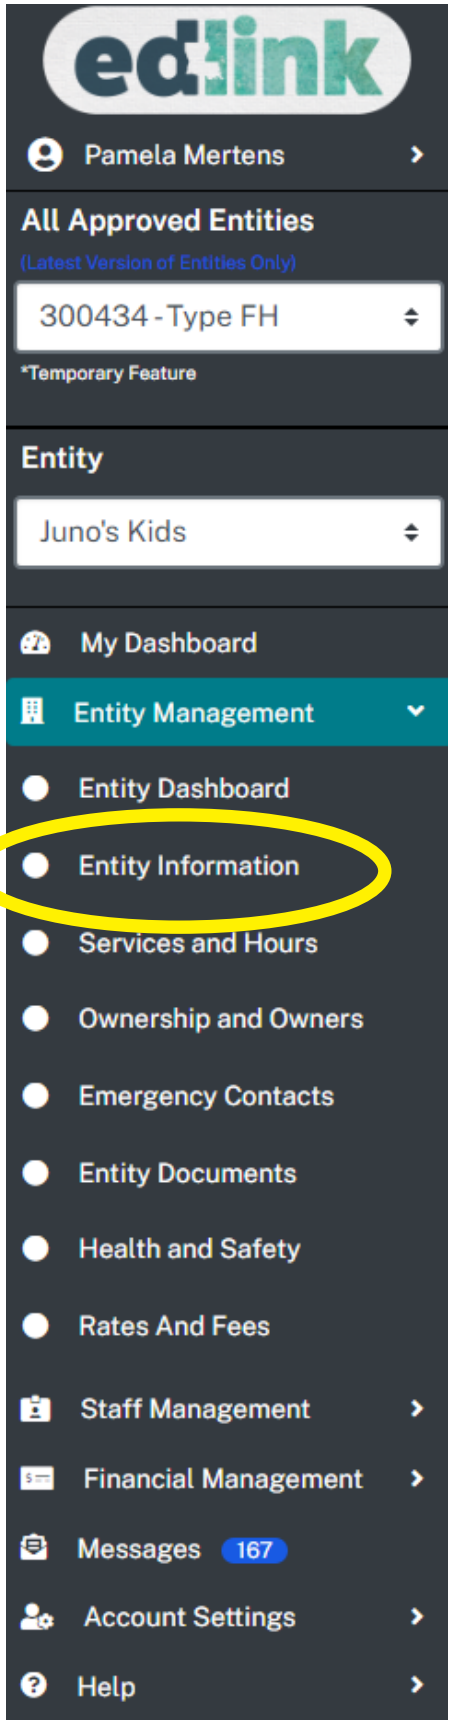 edlink
Pamela Mertens
All Approved Entities
(Latest Version of Entities Only)
300434 - Type FH
*Temporary Feature
Entity
Juno's Kids
My Dashboard
Entity Management
Entity Dashboard
Entity Information
Services and Hours
Ownership and Owners
Emergency Contacts
Entity Documents
Health and Safety
Rates And Fees
Staff Management
Financial Management
Messages 167
Account Settings
Help